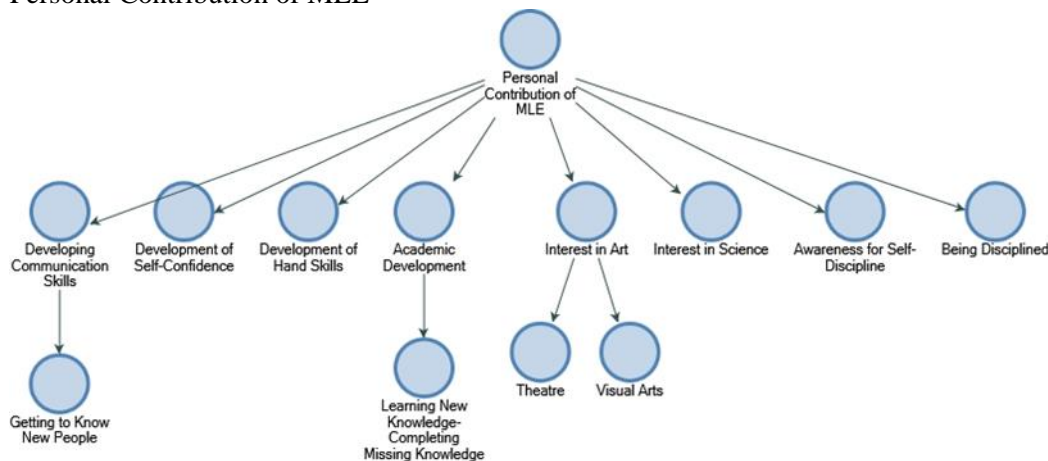 Personal Contribution of MLE
Personal
Contribution of
MLE
Developing
Communication
Skills
Development of
Self-Confidence
Development of
Hand Skills
Academic
Development
Interest in Art
Interest in Science
Awareness for Self-
Discipline
Being Disciplined
Getting to Know
New People
Learning New
Knowledge-
Completing
Missing Knowledge
Theatre
Visual Arts